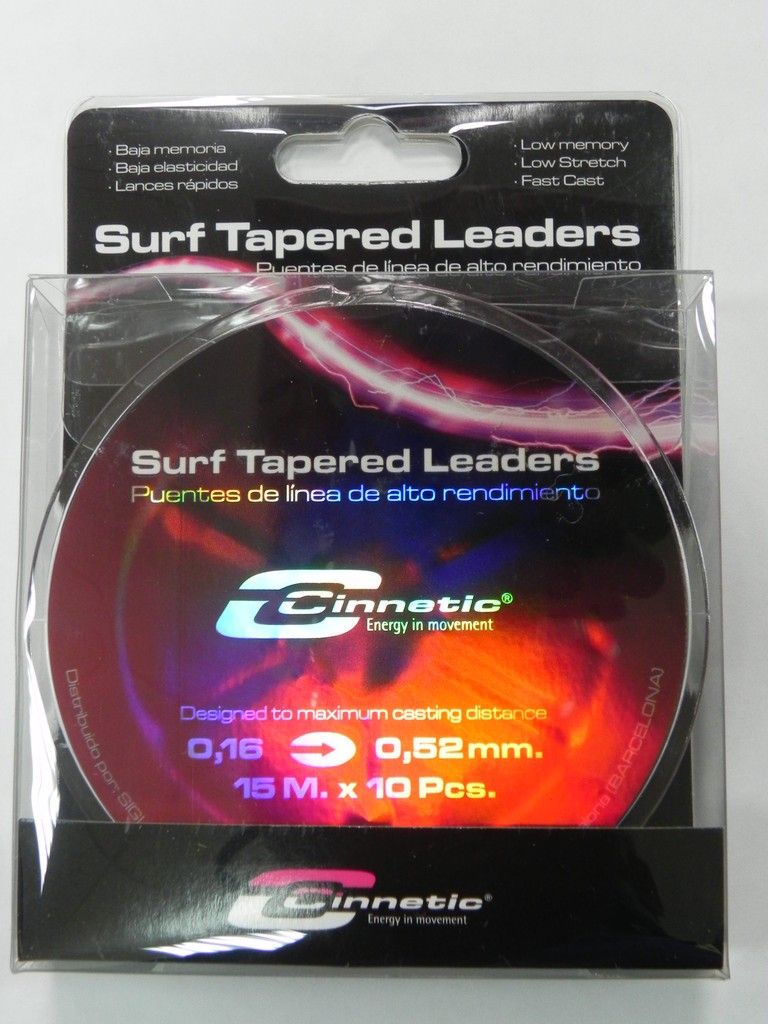 · Baja memoria
· Baja elasticidad
· Lances rápidos
· Low memory
· Low Stretch
· Fast Cast
Surf Tapered Leaders
Puentes de línea de alto rendimiento
Surf Tapered Leaders
Puentes de línea de alto rendimiento
Cinnetic®
Energy in movement
Designed to maximum casting distance
0,16 → 0,52 mm.
15 M. x 10 Pcs.
Distribuido por:
(BARCELONA)
Cinnetic®
Energy in movement